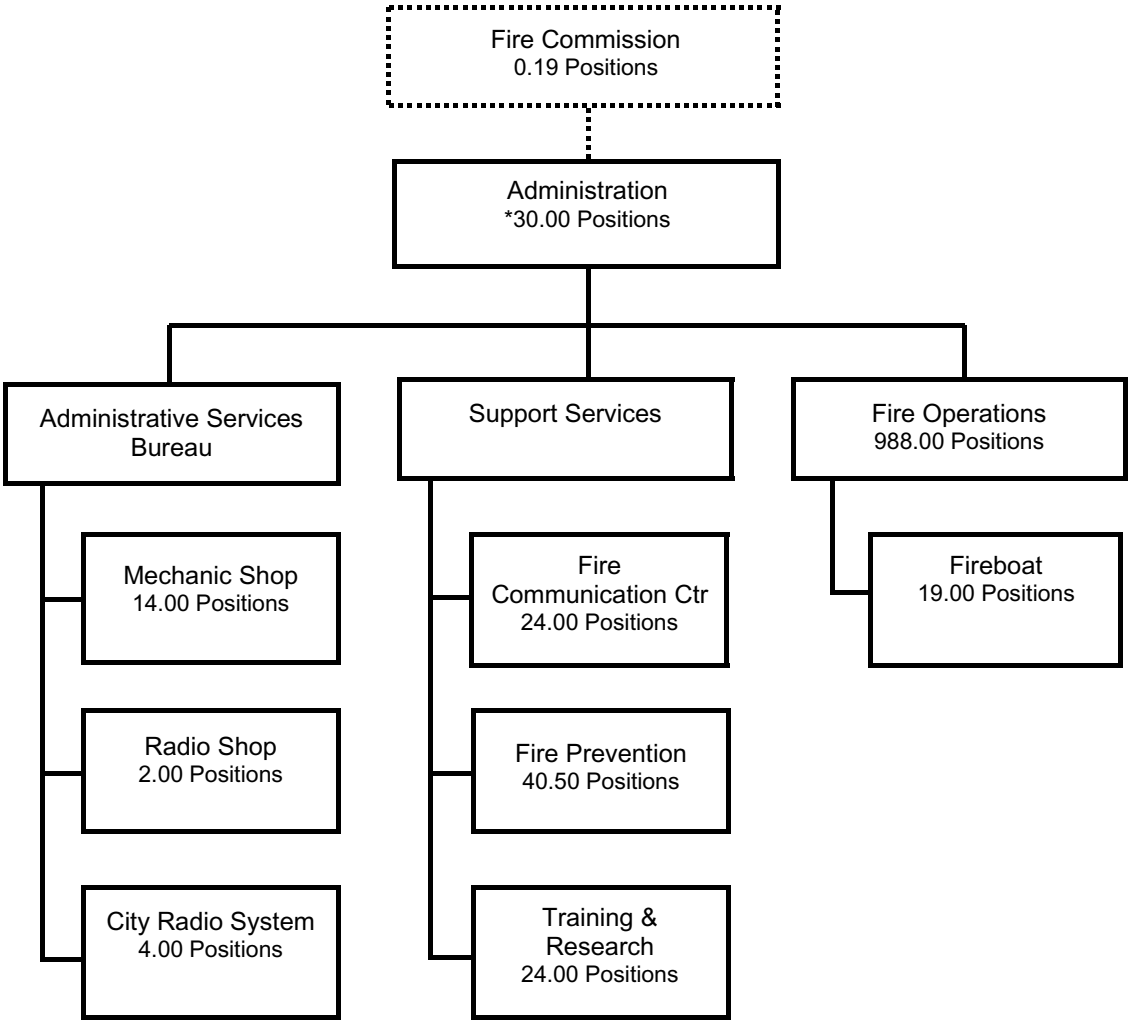 Fire Commission
0.19 Positions
Administration
*30.00 Positions
Administrative Services
Bureau
Mechanic Shop
14.00 Positions
Radio Shop
2.00 Positions
City Radio System
4.00 Positions
Support Services
Fire
Communication Ctr
24.00 Positions
Fire Prevention
40.50 Positions
Training &
Research
24.00 Positions
Fire Operations
988.00 Positions
Fireboat
19.00 Positions